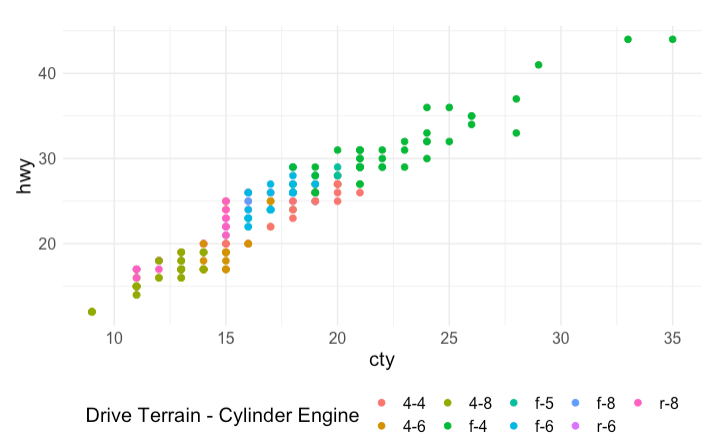 hwy
40
30
20
10 15 20 25 30 35
cty
Drive Terrain - Cylinder Engine
4-4 4-8 f-5 f-8 r-8
4-6 f-4 f-6 r-6